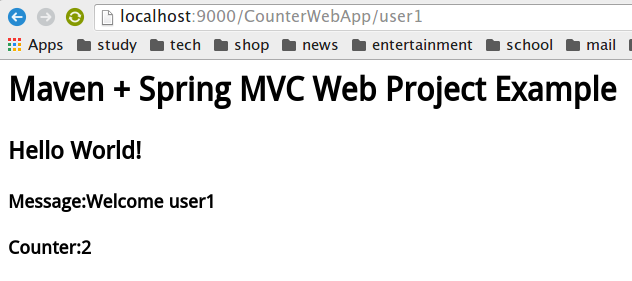 localhost:9000/CounterWebApp/user1
Apps study tech shop news entertainment school mail
Maven + Spring MVC Web Project Example
Hello World!
Message:Welcome user1
Counter:2